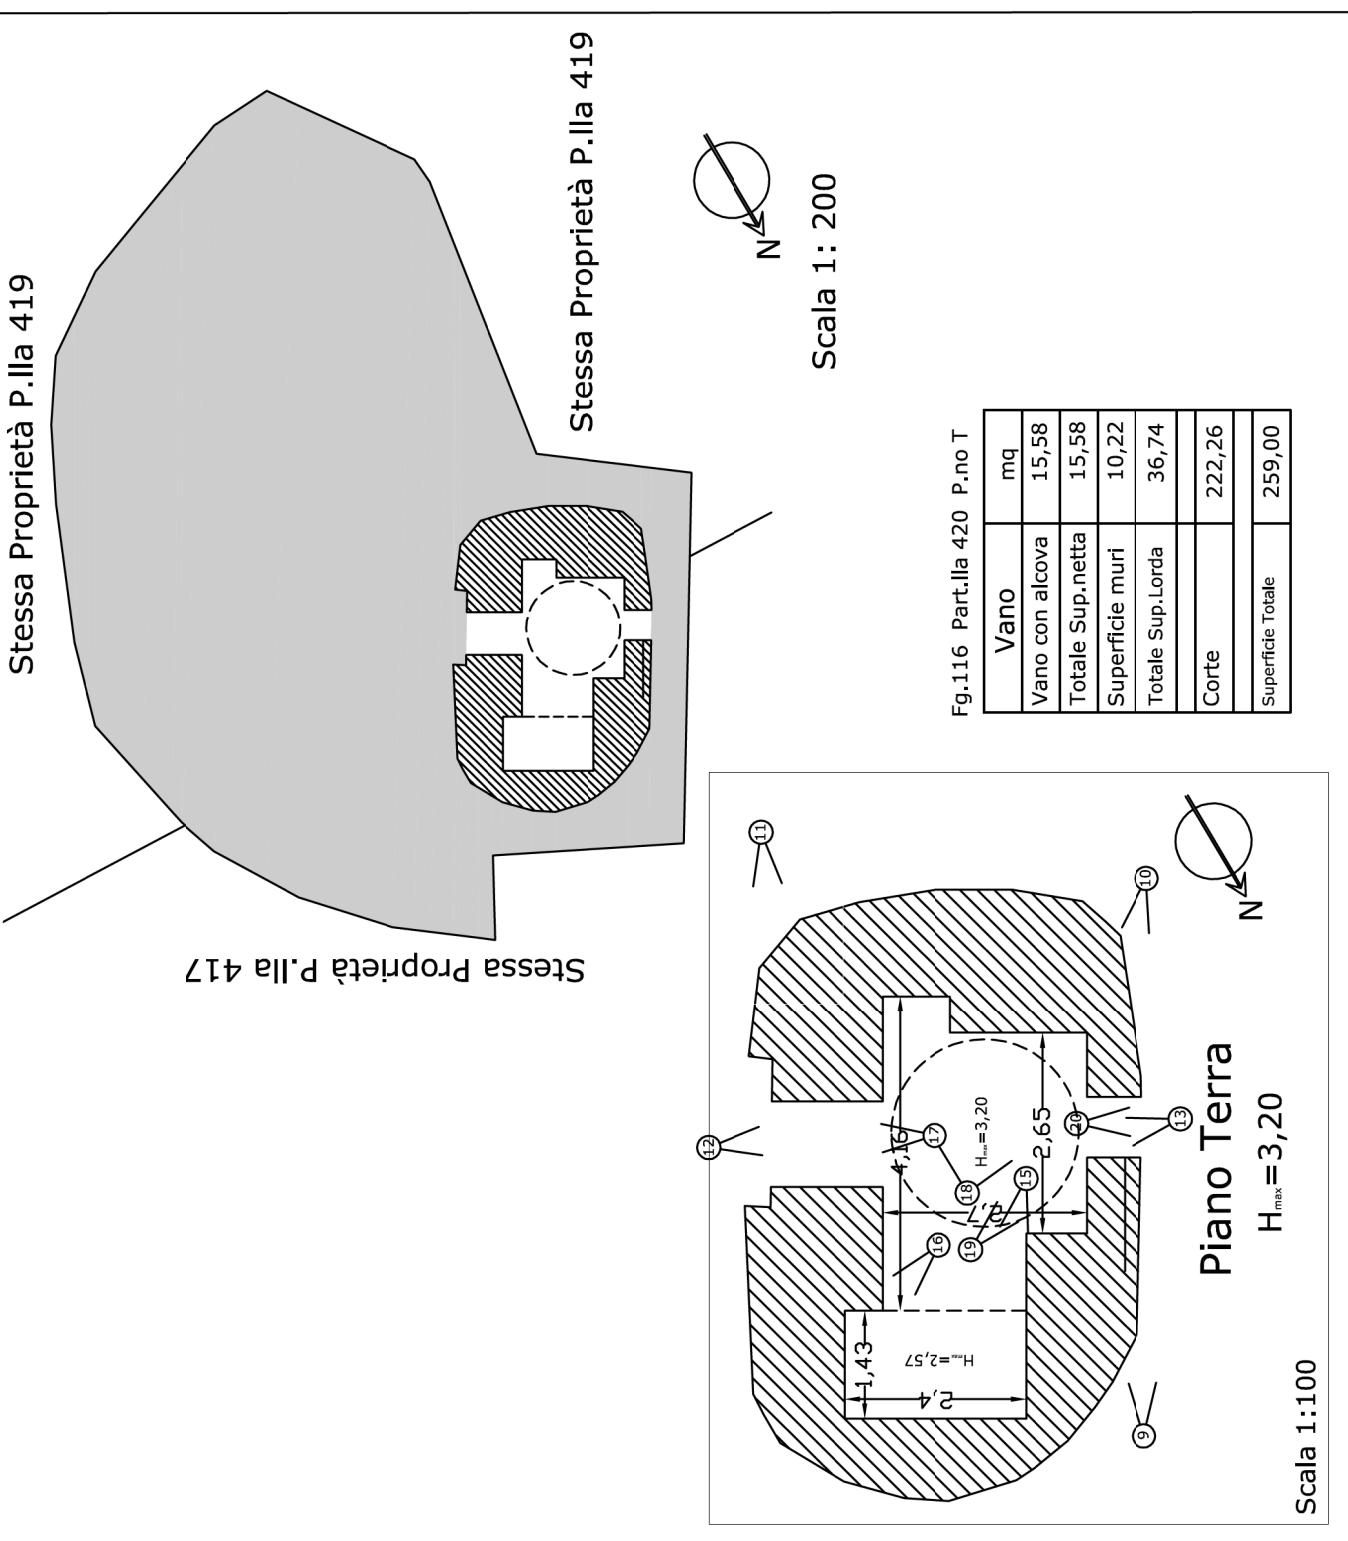 Stessa Proprietà P.lla 419
Stessa Proprietà P.lla 419
Stessa Proprietà P.lla 417
N
Scala 1: 200
Fg.116 Part.lla 420 P.no T
Vano mq
Vano con alcova 15,58
Totale Sup.netta 15,58
Superficie muri 10,22
Totale Sup.Lorda 36,74
Corte 222,26
Superficie Totale 259,00
11
10
12
13
9
15
16
17
18
19
20
4,16
2,65
2,7
1,43
2,4
Hmax=3,20
Hmax=2,57
N
Piano Terra
Hmax=3,20
Scala 1:100